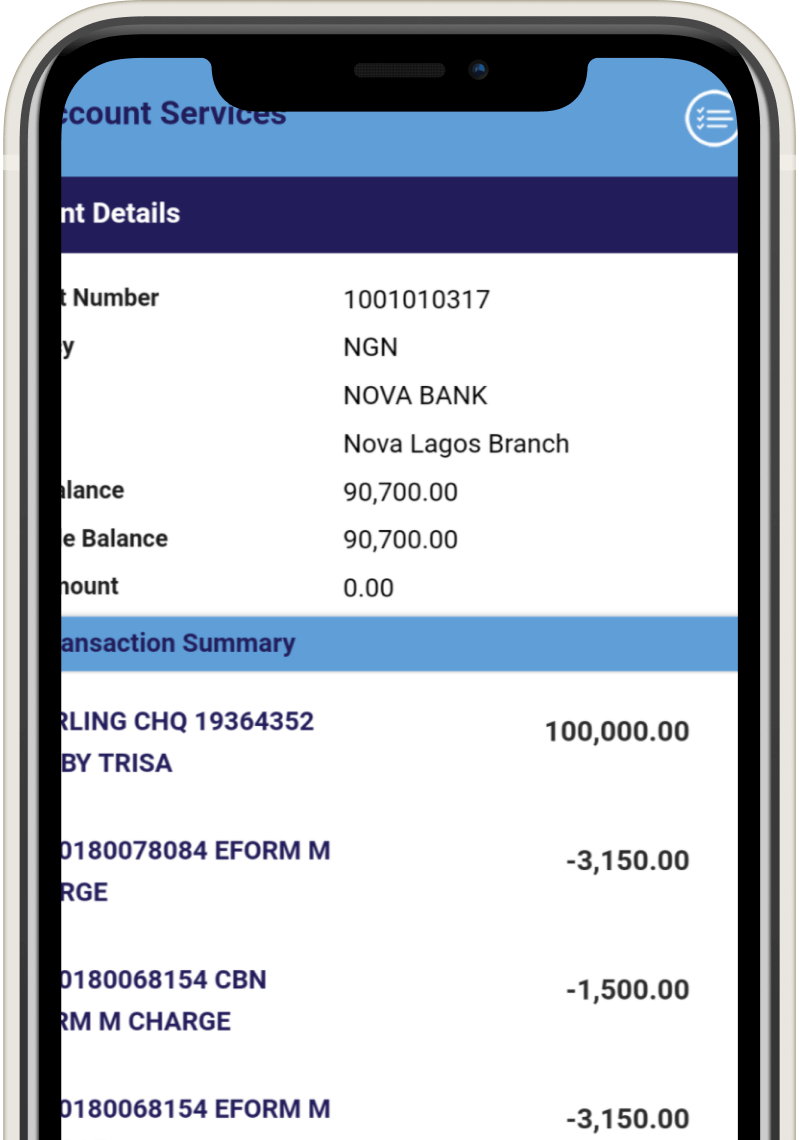 ccount Services
nt Details
t Number 1001010317
y NGN
NOVA BANK
Nova Lagos Branch
alance 90,700.00
e Balance 90,700.00
mount 0.00
ansaction Summary
RLING CHQ 19364352 100,000.00
BY TRISA
0180078084 EFORM M -3,150.00
RGE
0180068154 CBN -1,500.00
RM M CHARGE
0180068154 EFORM M -3,150.00